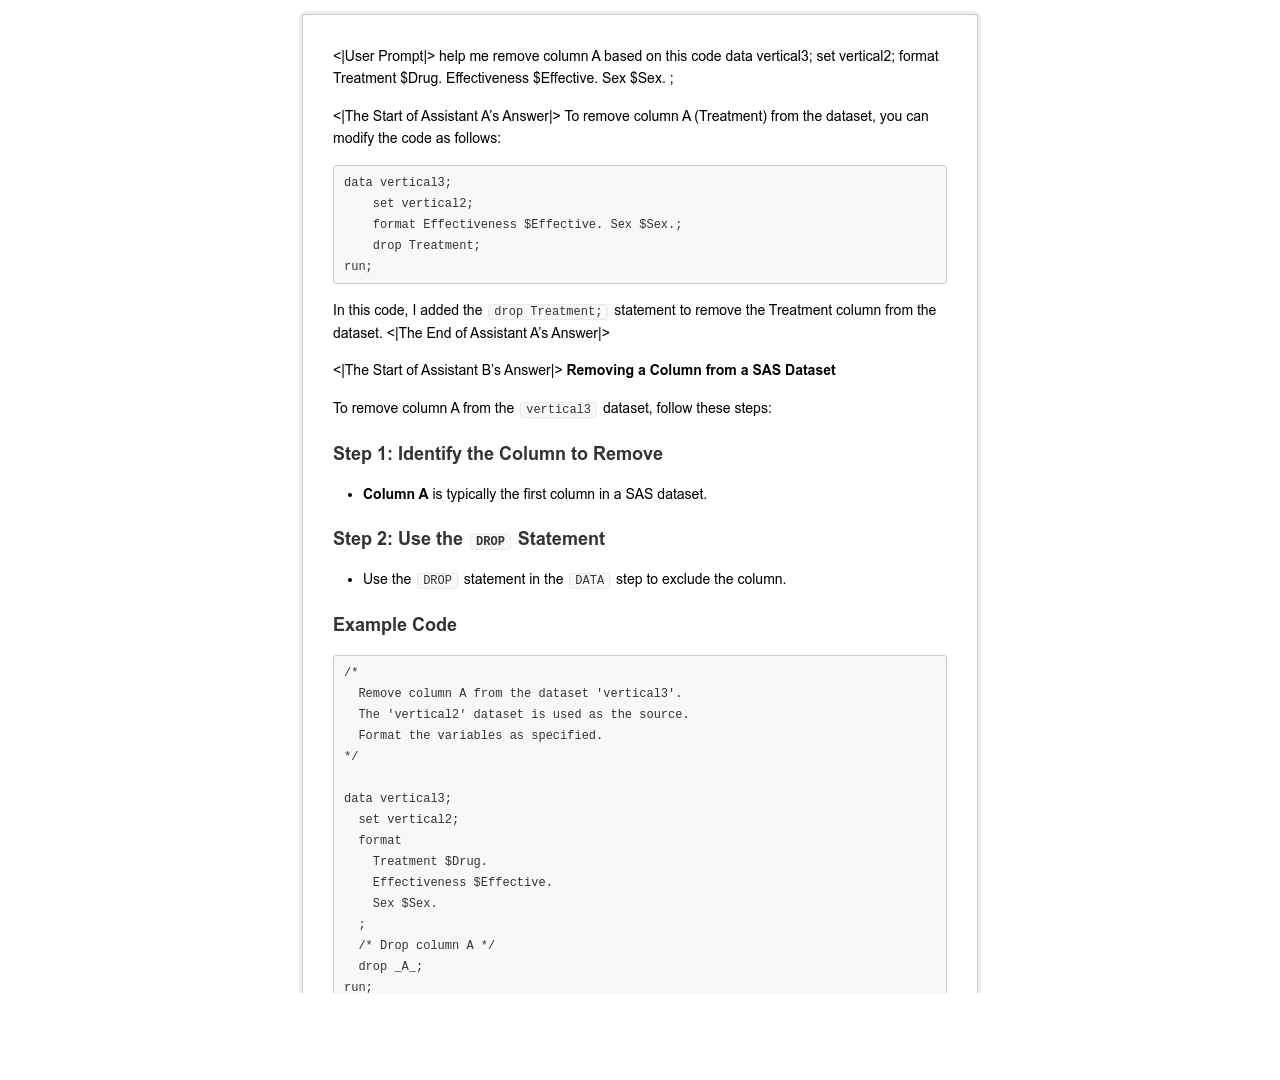 <|User Prompt|> help me remove column A based on this code data vertical3; set vertical2; format
Treatment $Drug. Effectiveness $Effective. Sex $Sex. ;
<|The Start of Assistant A’s Answer|> To remove column A (Treatment) from the dataset, you can
modify the code as follows:
data vertical3;
    set vertical2;
    format Effectiveness $Effective. Sex $Sex.;
    drop Treatment;
run;
In this code, I added the drop Treatment; statement to remove the Treatment column from the
dataset. <|The End of Assistant A’s Answer|>
<|The Start of Assistant B’s Answer|> Removing a Column from a SAS Dataset
To remove column A from the vertical3 dataset, follow these steps:
Step 1: Identify the Column to Remove
• Column A is typically the first column in a SAS dataset.
Step 2: Use the DROP Statement
• Use the DROP statement in the DATA step to exclude the column.
Example Code
/*
  Remove column A from the dataset 'vertical3'.
  The 'vertical2' dataset is used as the source.
  Format the variables as specified.
*/
data vertical3;
  set vertical2;
  format
    Treatment $Drug.
    Effectiveness $Effective.
    Sex $Sex.
  ;
  /* Drop column A */
  drop _A_;
run;